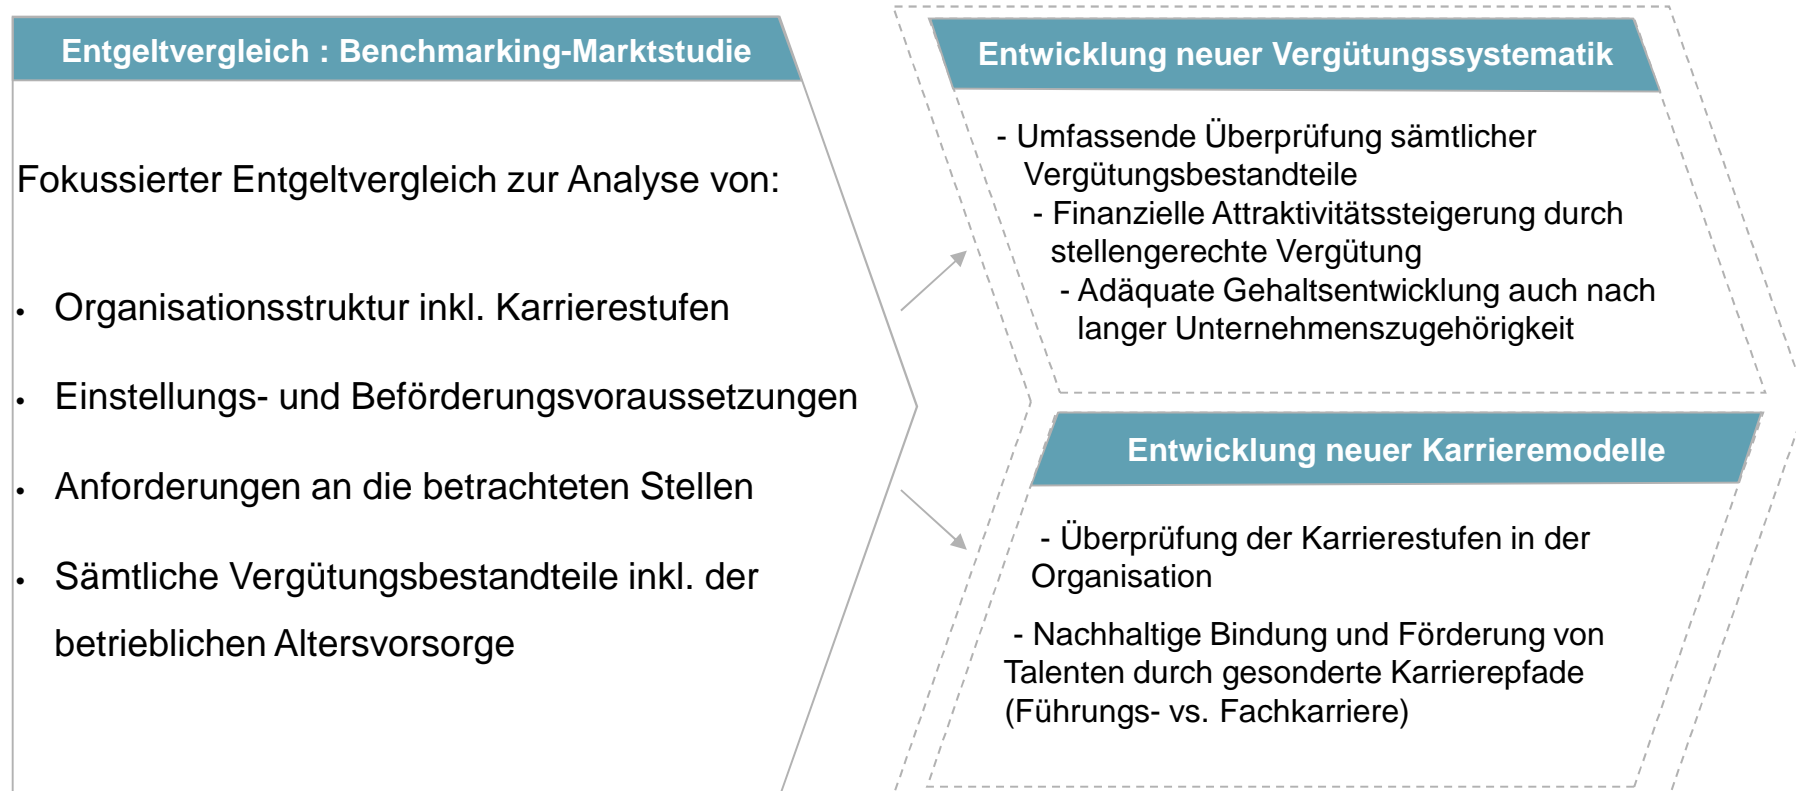 Entgeltvergleich : Benchmarking-Marktstudie
Fokussierter Entgeltvergleich zur Analyse von:
• Organisationsstruktur inkl. Karrierestufen
• Einstellungs- und Beförderungsvoraussetzungen
• Anforderungen an die betrachteten Stellen
• Sämtliche Vergütungsbestandteile inkl. der
betrieblichen Altersvorsorge
Entwicklung neuer Vergütungssystematik
- Umfassende Überprüfung sämtlicher
Vergütungsbestandteile
- Finanzielle Attraktivitätssteigerung durch
stellengerechte Vergütung
- Adäquate Gehaltsentwicklung auch nach
langer Unternehmenszugehörigkeit
Entwicklung neuer Karrieremodelle
- Überprüfung der Karrierestufen in der
Organisation
- Nachhaltige Bindung und Förderung von
Talenten durch gesonderte Karrierepfade
(Führungs- vs. Fachkarriere)